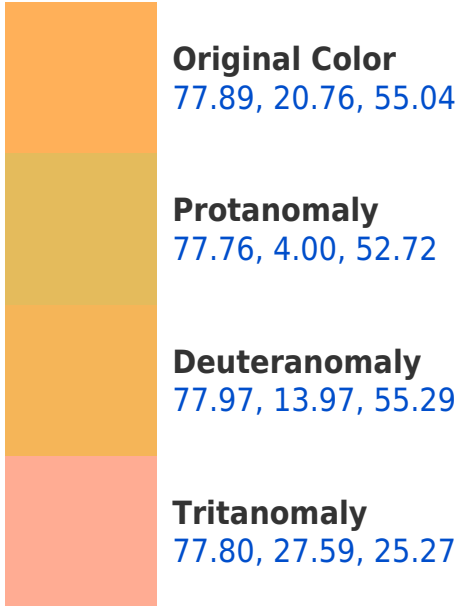 Original Color
77.89, 20.76, 55.04
Protanomaly
77.76, 4.00, 52.72
Deuteranomaly
77.97, 13.97, 55.29
Tritanomaly
77.80, 27.59, 25.27